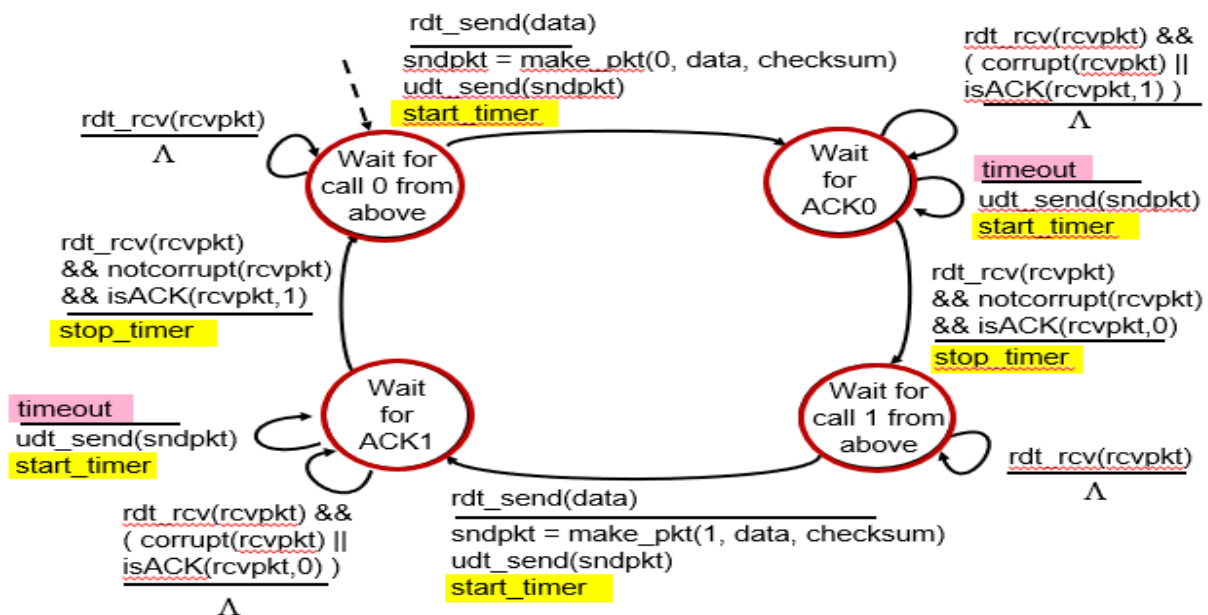 rdt_send(data)
sndpkt = make_pkt(0, data, checksum)
udt_send(sndpkt)
start_timer
rdt_rcv(rcvpkt) &&
( corrupt(rcvpkt) ||
isACK(rcvpkt,1) )
Λ
rdt_rcv(rcvpkt)
Λ
Wait for
call 0 from
above
Wait
for
ACK0
timeout
udt_send(sndpkt)
start_timer
rdt_rcv(rcvpkt)
&& notcorrupt(rcvpkt)
&& isACK(rcvpkt,1)
stop_timer
rdt_rcv(rcvpkt)
&& notcorrupt(rcvpkt)
&& isACK(rcvpkt,0)
stop_timer
Wait
for
ACK1
Wait for
call 1 from
above
timeout
udt_send(sndpkt)
start_timer
rdt_rcv(rcvpkt)
Λ
rdt_rcv(rcvpkt) &&
( corrupt(rcvpkt) ||
isACK(rcvpkt,0) )
Λ
rdt_send(data)
sndpkt = make_pkt(1, data, checksum)
udt_send(sndpkt)
start_timer